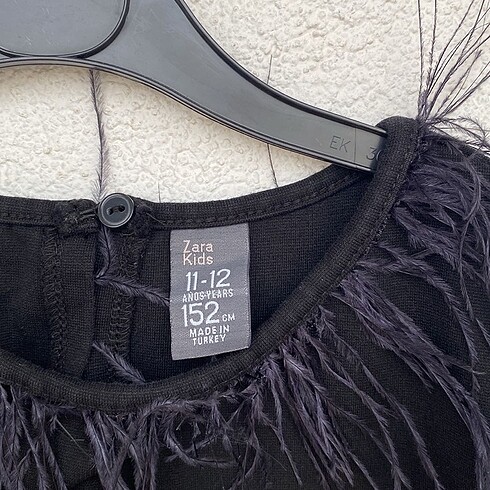 EK
Zara
Kids
11-12
AÑOS-YEARS
152 CM
MADE IN
TURKEY